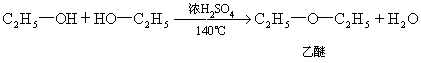 C₂H₅—OH + HO—C₂H₅ 浓H₂SO₄ 140℃ → C₂H₅—O—C₂H₅ + H₂O
乙醚